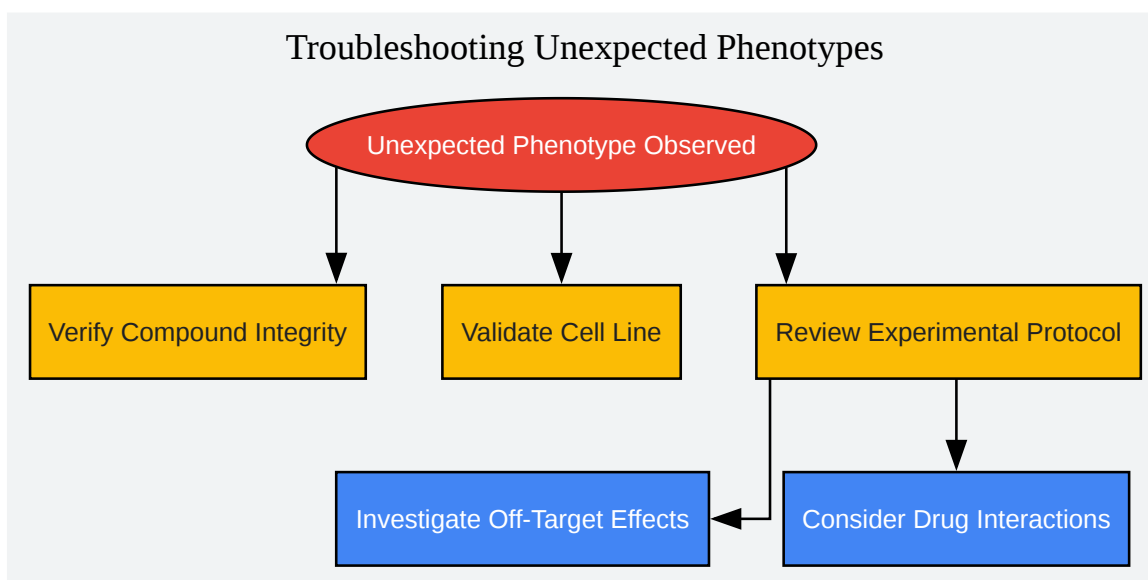 Troubleshooting Unexpected Phenotypes
Unexpected Phenotype Observed
Verify Compound Integrity
Validate Cell Line
Review Experimental Protocol
Investigate Off-Target Effects
Consider Drug Interactions